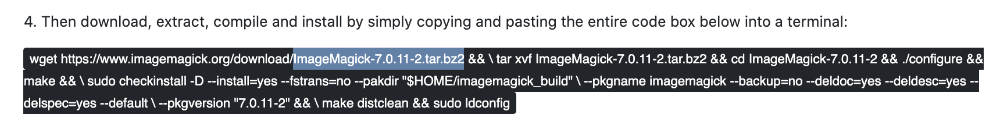 4. Then download, extract, compile and install by simply copying and pasting the entire code box below into a terminal:
wget https://www.imagemagick.org/download/ImageMagick-7.0.11-2.tar.bz2 && \ tar xvf ImageMagick-7.0.11-2.tar.bz2 && cd ImageMagick-7.0.11-2 && ./configure &&
make && \ sudo checkinstall -D --install=yes --fstrans=no --pakdir "$HOME/imagemagick_build" \ --pkgname imagemagick --backup=no --deldoc=yes --deldesc=yes --
delspec=yes --default \ --pkgversion "7.0.11-2" && \ make distclean && sudo ldconfig